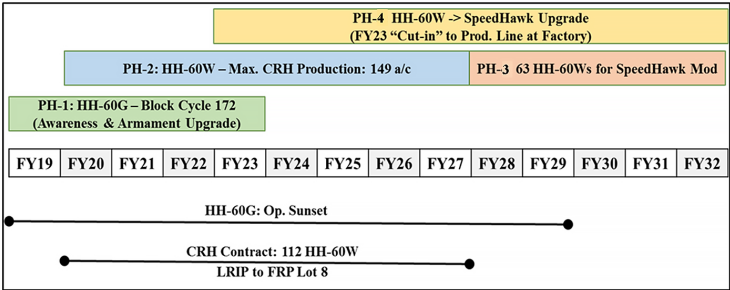 PH-4 HH-60W -> SpeedHawk Upgrade
(FY23 “Cut-in” to Prod. Line at Factory)
PH-2: HH-60W – Max. CRH Production: 149 a/c
PH-3 63 HH-60Ws for SpeedHawk Mod
PH-1: HH-60G – Block Cycle 172
(Awareness & Armament Upgrade)
FY19 FY20 FY21 FY22 FY23 FY24 FY25 FY26 FY27 FY28 FY29 FY30 FY31 FY32
HH-60G: Op. Sunset
CRH Contract: 112 HH-60W
LRIP to FRP Lot 8